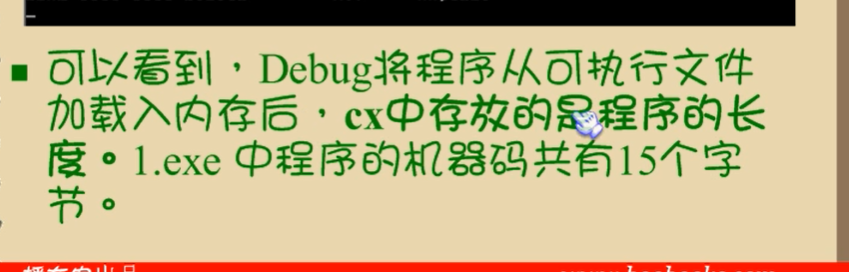 ■ 可以看到，Debug将程序从可执行文件
加载入内存后，cx中存放的是程序的长
度。1.exe 中程序的机器码共有15个字
节。